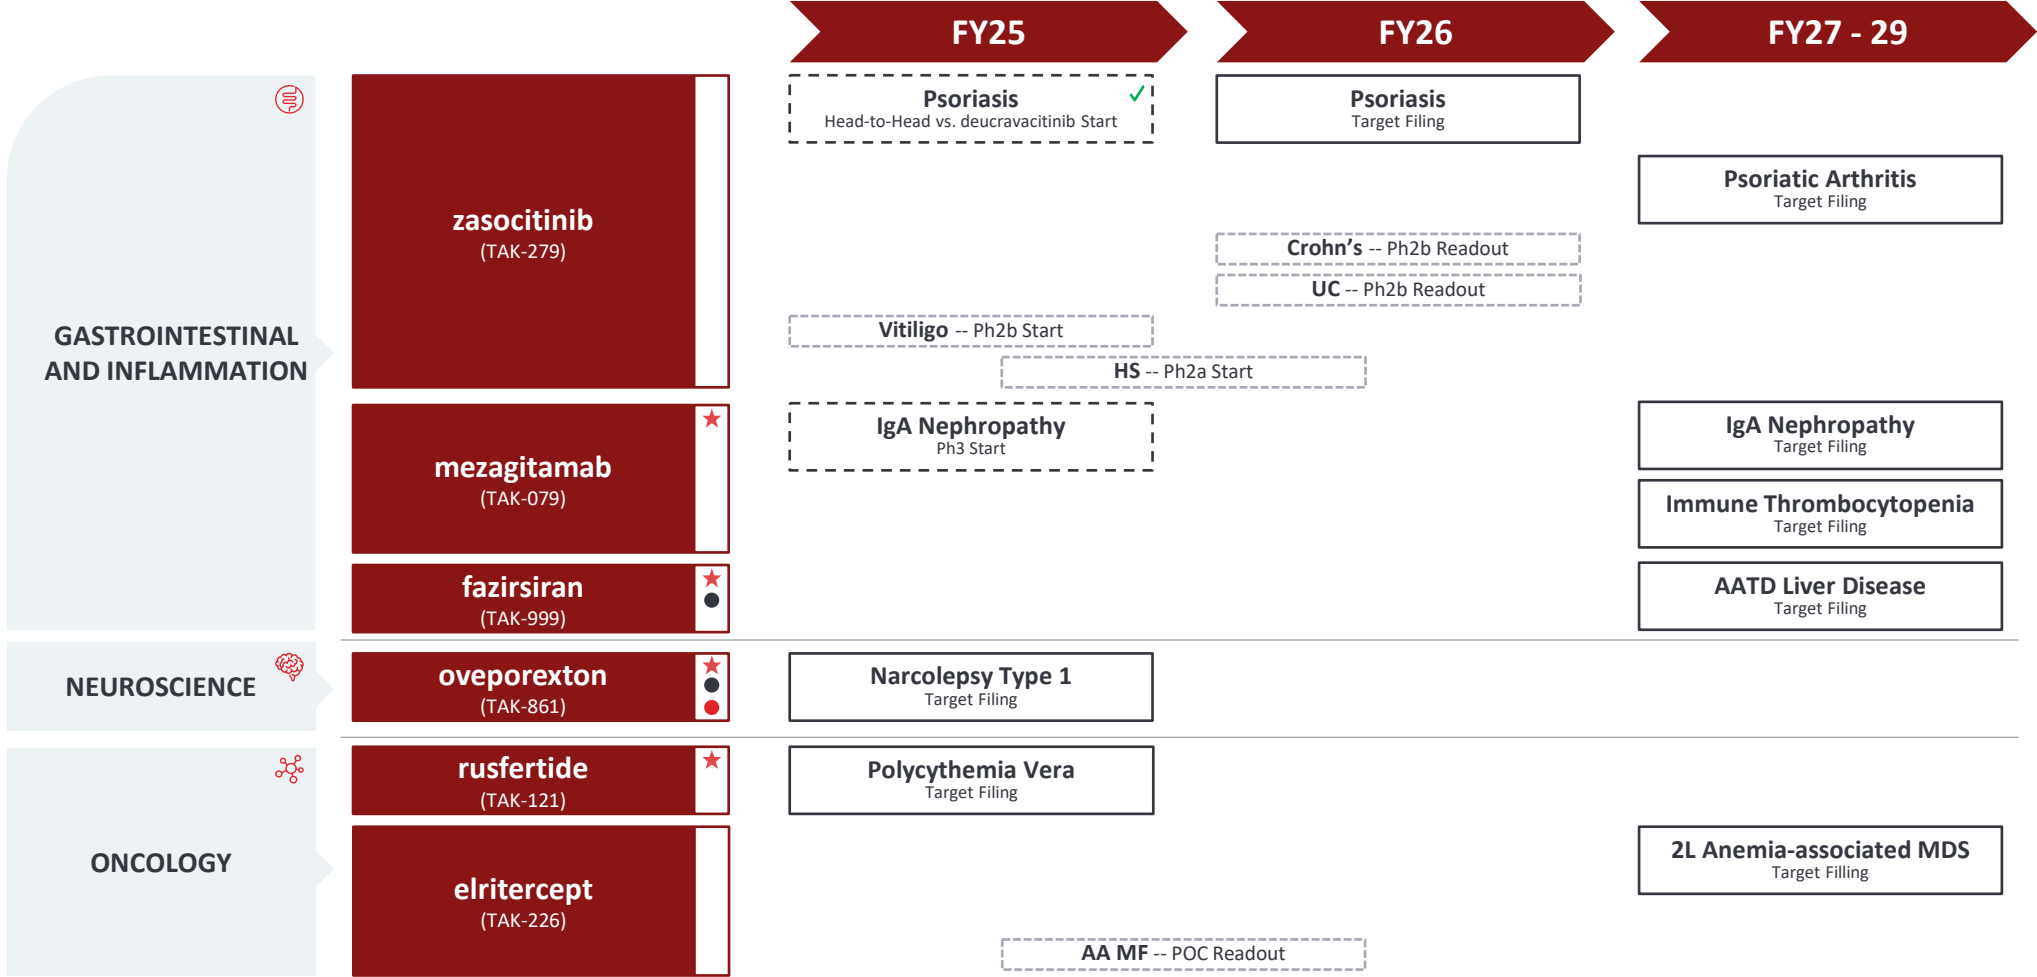 FY25
FY26
FY27 - 29
GASTROINTESTINAL
AND INFLAMMATION
zasocitinib
(TAK-279)
Psoriasis
Head-to-Head vs. deucravacitinib Start
Psoriasis
Target Filing
Psoriatic Arthritis
Target Filing
Crohn's -- Ph2b Readout
UC -- Ph2b Readout
Vitiligo -- Ph2b Start
HS -- Ph2a Start
mezagitamab
(TAK-079)
IgA Nephropathy
Ph3 Start
IgA Nephropathy
Target Filing
Immune Thrombocytopenia
Target Filing
fazirsiran
(TAK-999)
AATD Liver Disease
Target Filing
NEUROSCIENCE
oveporexton
(TAK-861)
Narcolepsy Type 1
Target Filing
ONCOLOGY
rusfertide
(TAK-121)
Polycythemia Vera
Target Filing
elritercept
(TAK-226)
2L Anemia-associated MDS
Target Filling
AA MF -- POC Readout